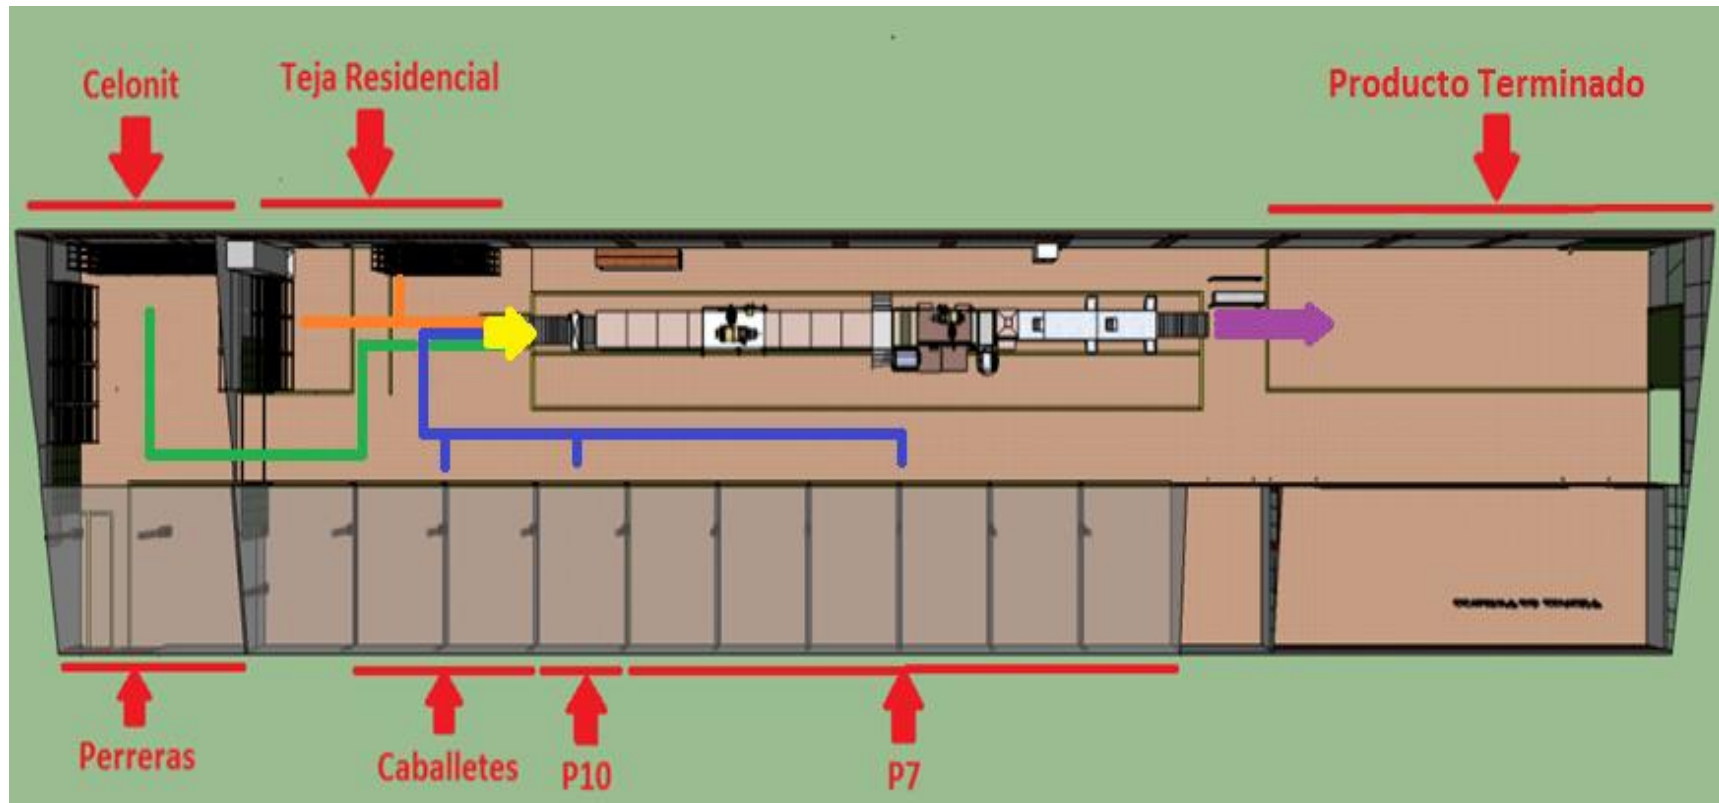 Celonit
Teja Residencial
Producto Terminado
Perreras
Caballetes
P10
P7